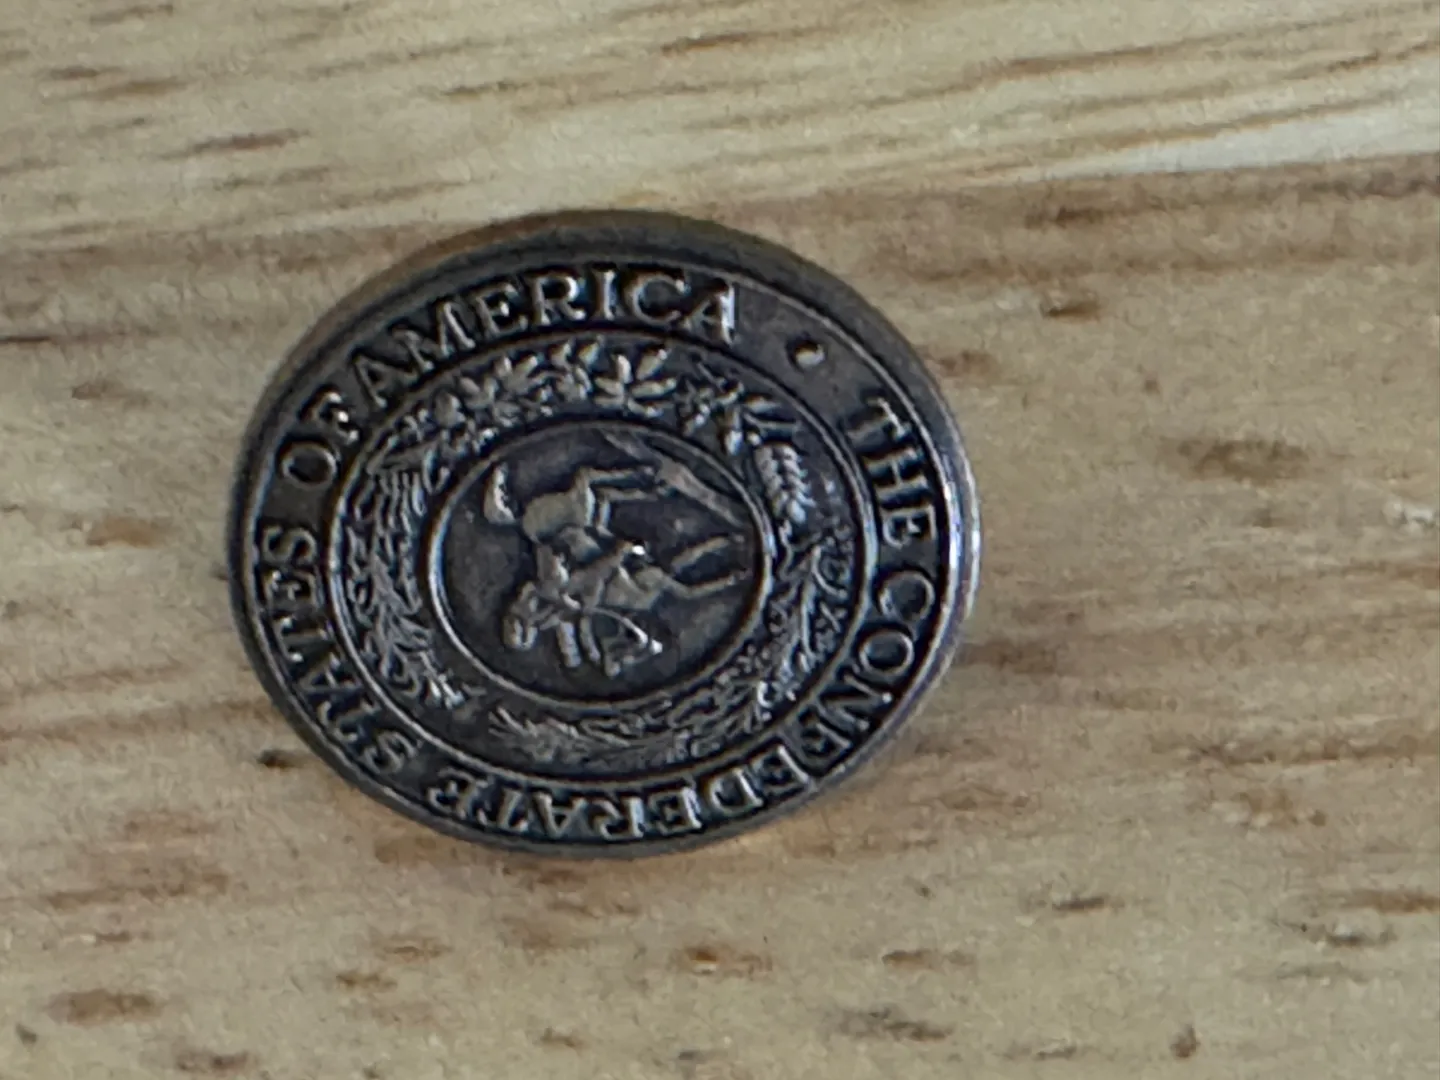 THE CONFEDERATE STATES OF AMERICA